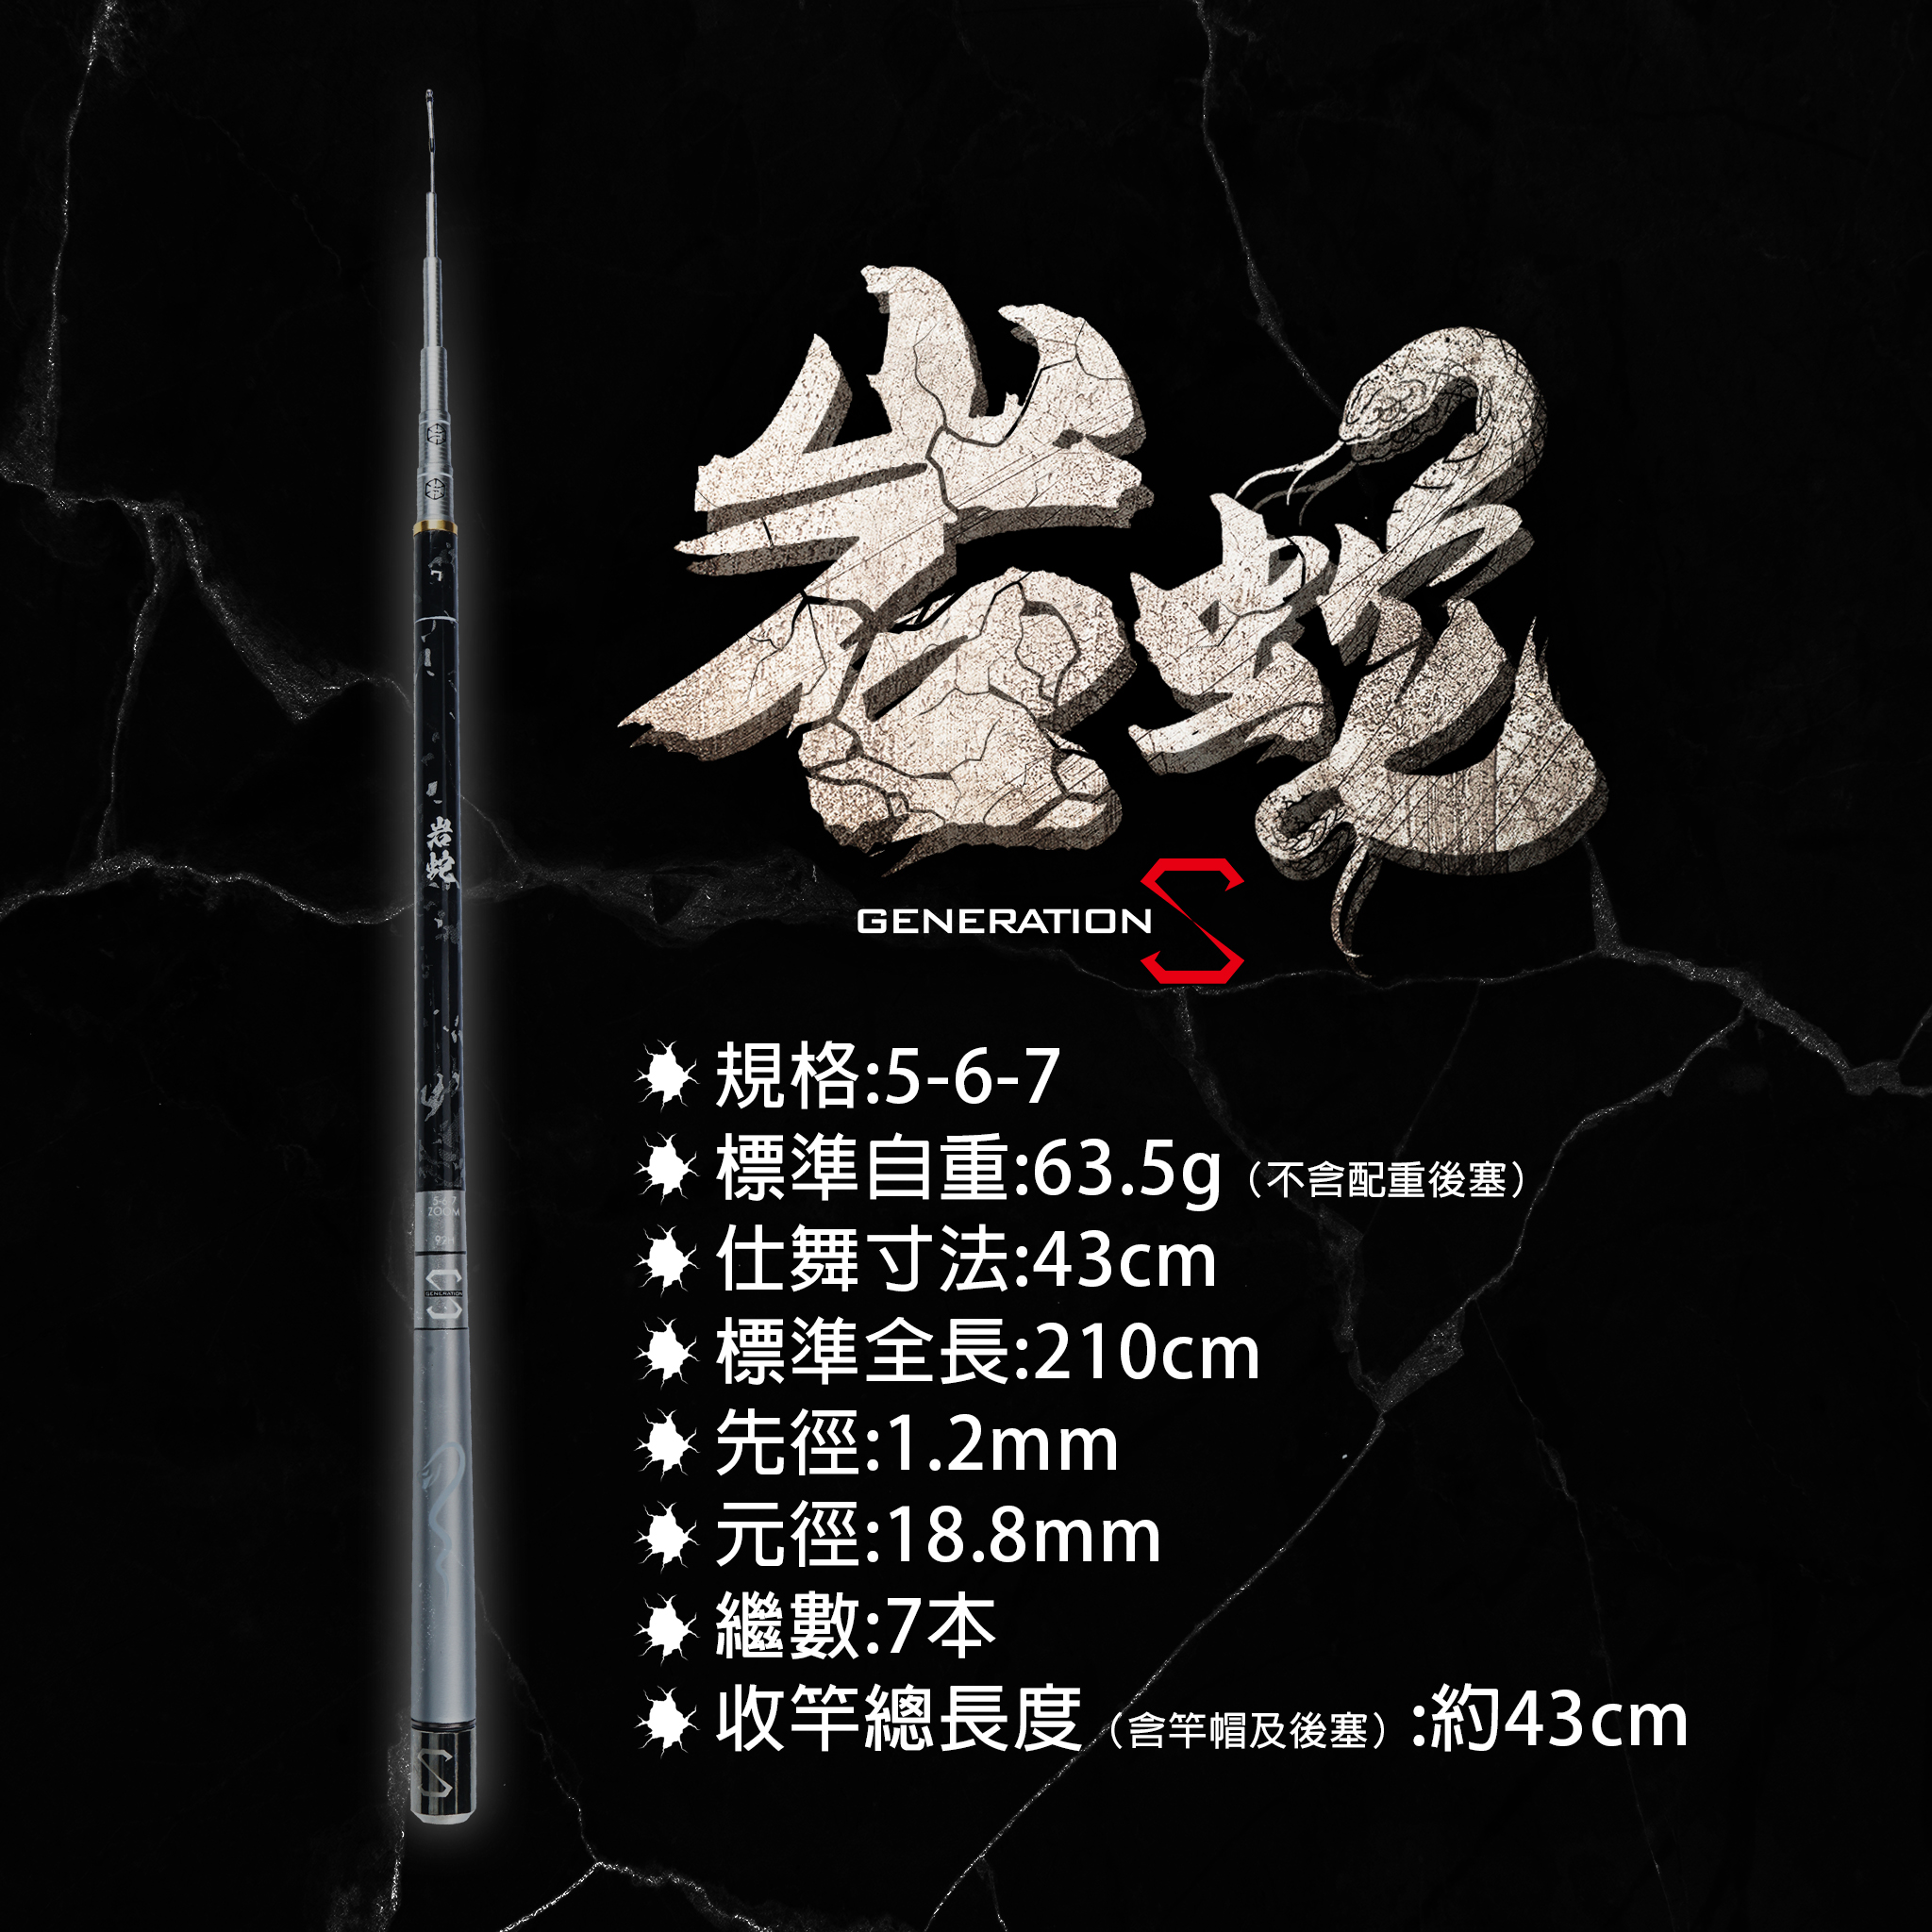 岩蛇
GENERATION S
規格:5-6-7
標準自重:63.5g（不含配重後塞）
仕舞寸法:43cm
標準全長:210cm
先徑:1.2mm
元徑:18.8mm
繼數:7本
收竿總長度（含竿帽及後塞）:約43cm
岩蛇
5-6-7
ZOOM
GENERATION
S